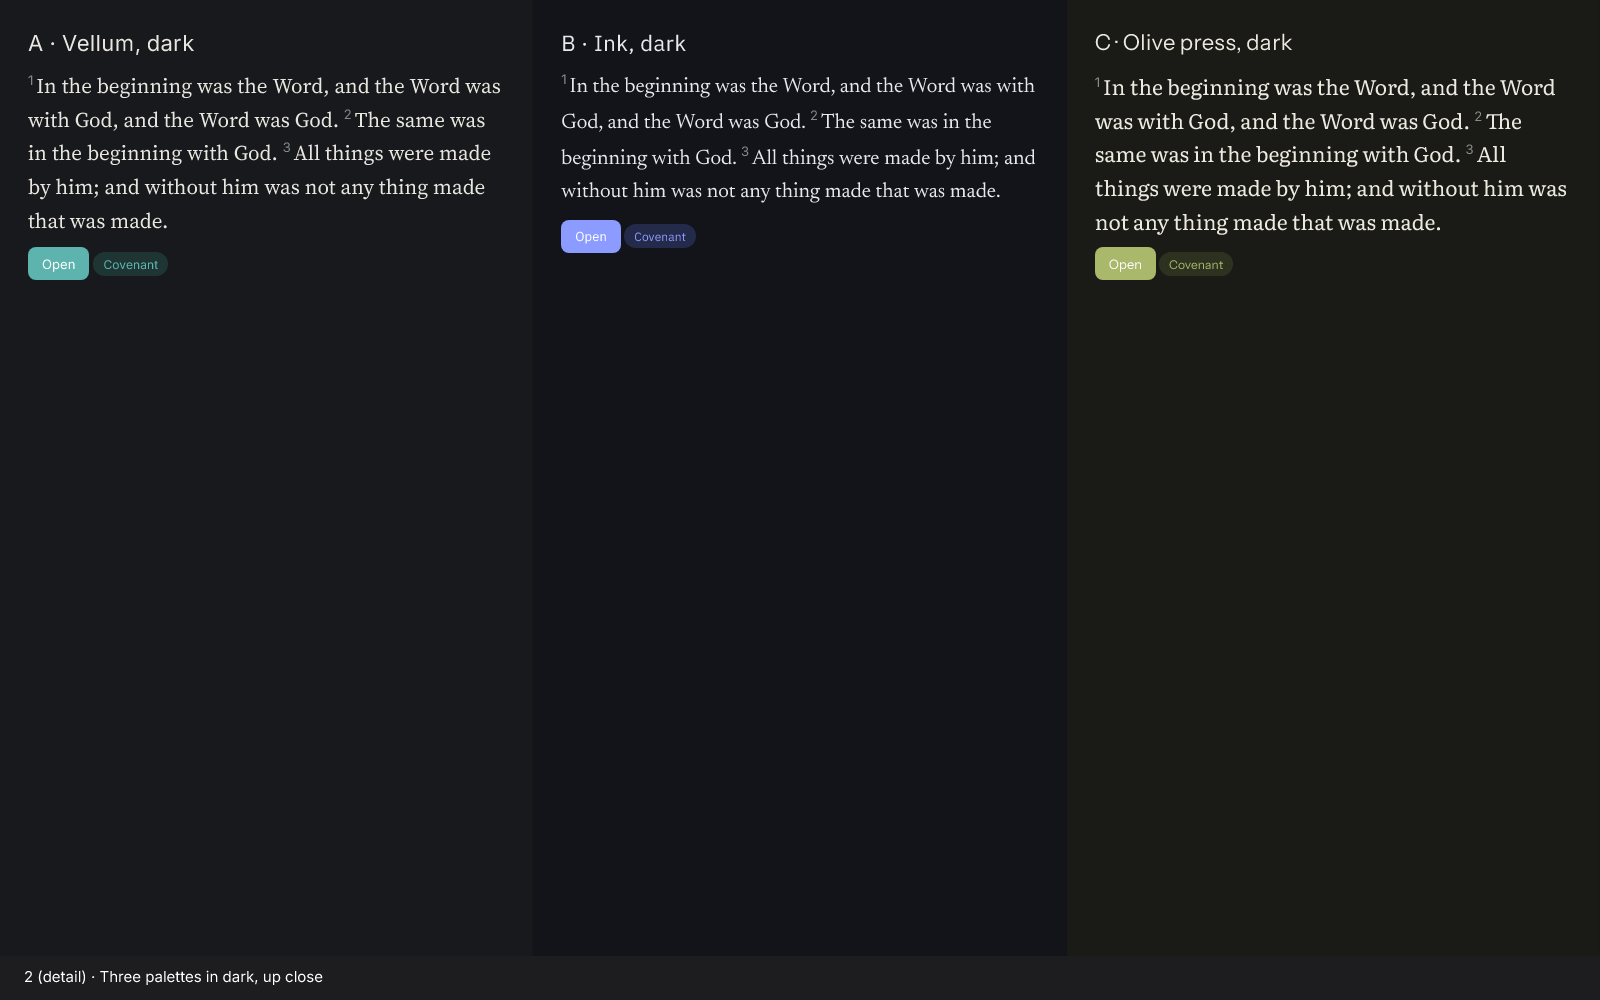 A · Vellum, dark
1 In the beginning was the Word, and the Word was
with God, and the Word was God. 2 The same was
in the beginning with God. 3 All things were made
by him; and without him was not any thing made
that was made.
Open Covenant
B · Ink, dark
1 In the beginning was the Word, and the Word was with
God, and the Word was God. 2 The same was in the
beginning with God. 3 All things were made by him; and
without him was not any thing made that was made.
Open Covenant
C · Olive press, dark
1 In the beginning was the Word, and the Word
was with God, and the Word was God. 2 The
same was in the beginning with God. 3 All
things were made by him; and without him was
not any thing made that was made.
Open Covenant
2 (detail) · Three palettes in dark, up close